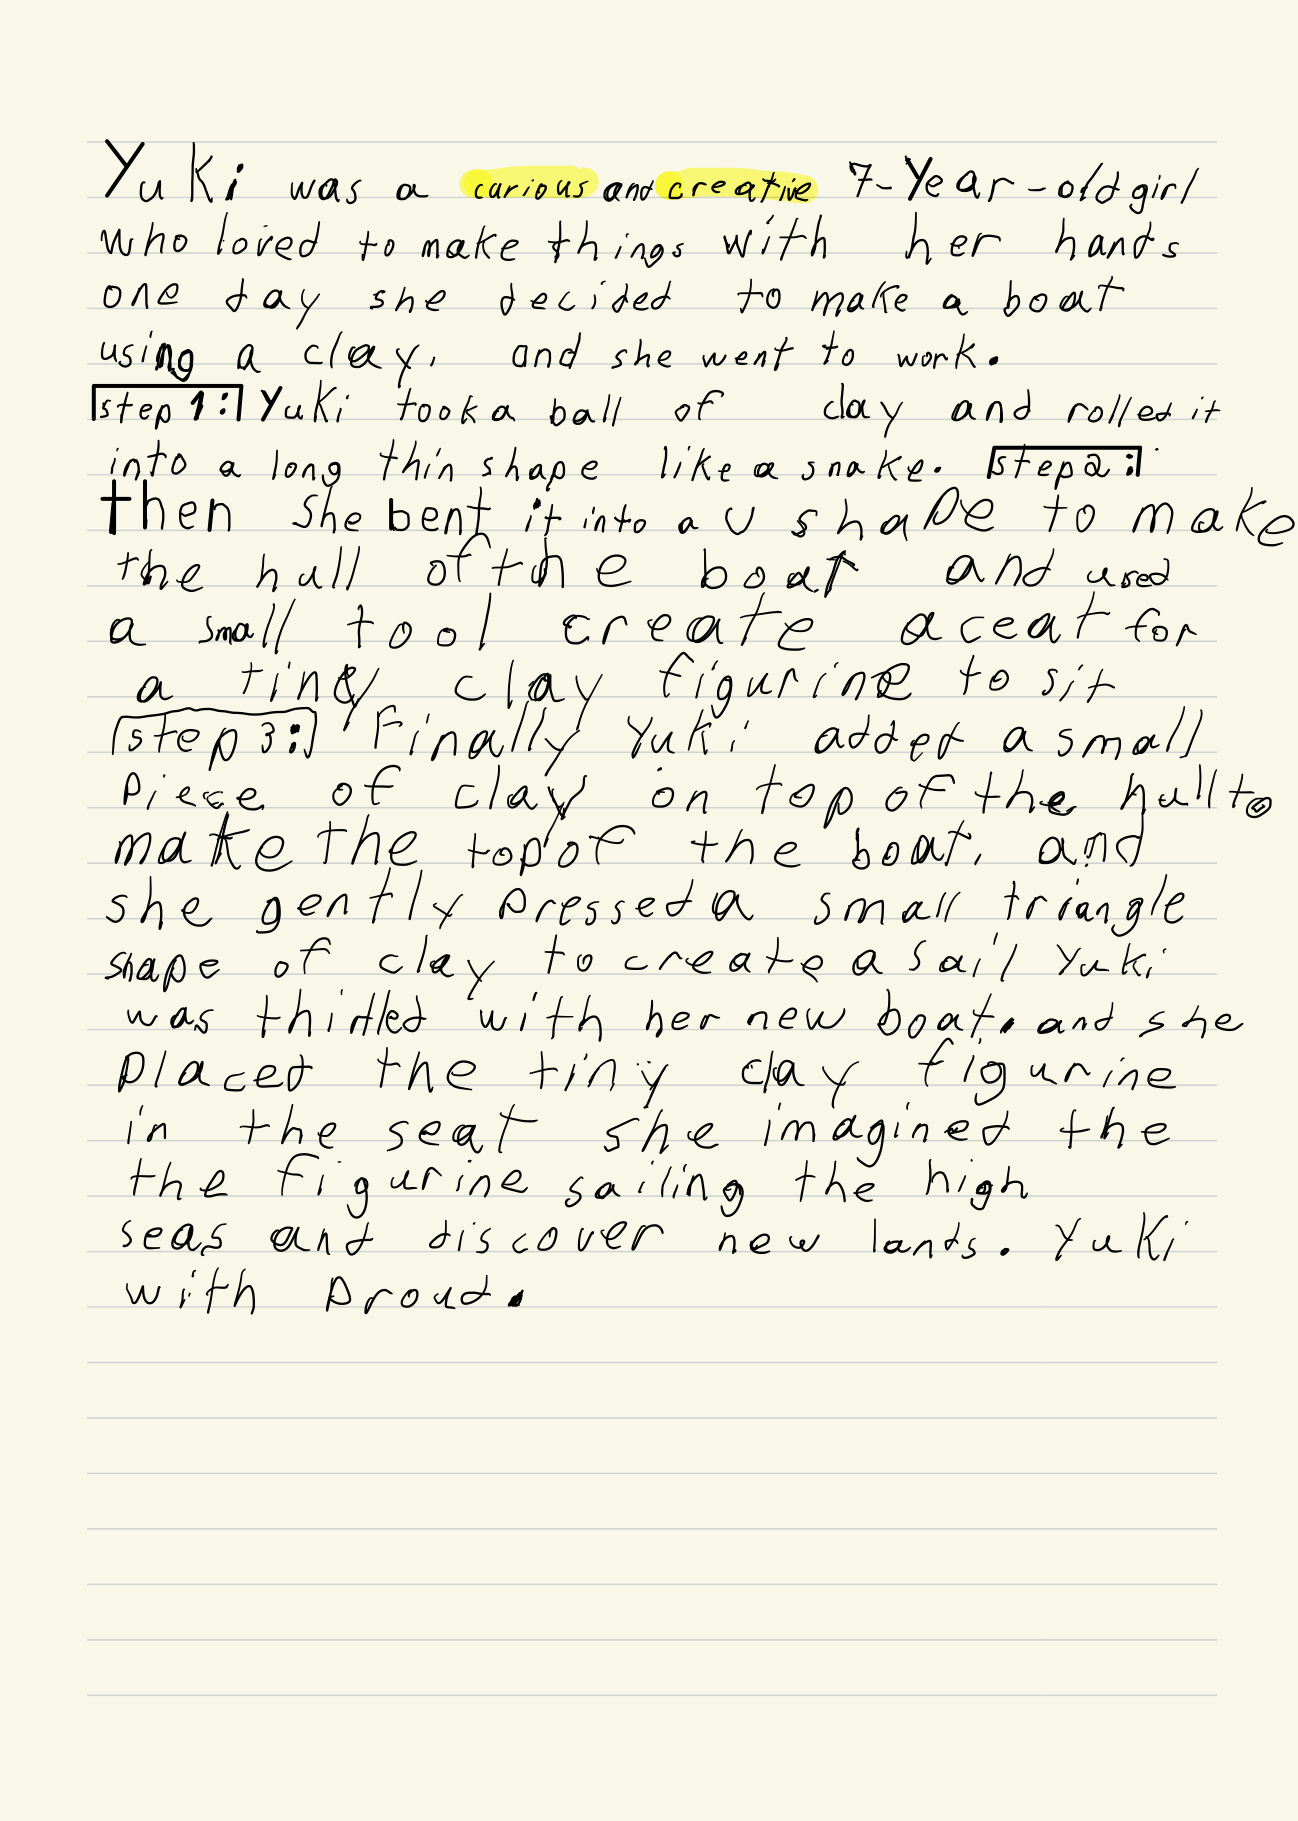 Yuki was a curious and creative 7-Year-old girl
who loved to make things with her hands
one day she decided to make a boat
using a clay, and she went to work.
step 1: Yuki took a ball of clay and rolled it
into a long thin shape like a snake. step 2:
then She bent it into a U shape to make
the hull of the boat and used
a small tool create a ceat for
a tiny clay figurine to sit
step 3: Finally Yuki added a small
Piece of clay on top of the hull to
make the top of the boat, and
she gently pressed a small triangle
shape of clay to create a sail Yuki
was thirlled with her new boat, and she
placed the tiny clay figurine
in the seat she imagined the
the figurine sailing the high
seas and discover new lands. Yuki
with proud.